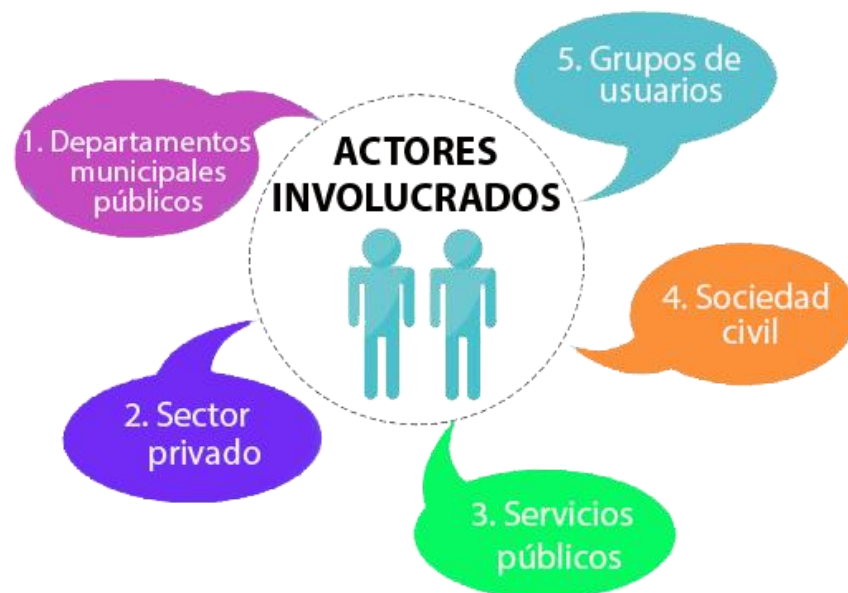 ACTORES
INVOLUCRADOS
1. Departamentos
municipales
públicos
2. Sector
privado
3. Servicios
públicos
4. Sociedad
civil
5. Grupos de
usuarios